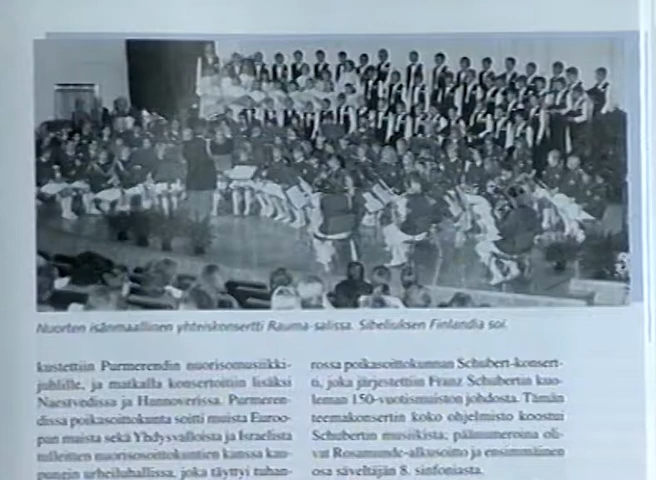 Nuorten isänmaallinen yhteiskonsertti Rauma-salissa. Sibeliuksen Finlandia soi.
kustettiin Purmerendin nuorisomusiikki-
juhlille, ja matkalla konsertoitiin lisäksi
Naestvedissa ja Hannoverissa. Purmeren-
dissa poikasoittokunta soitti muista Euroo-
pan maista sekä Yhdysvalloista ja Israelista
tulleitten nuorisosoittokuntien kanssa kau-
pungin urheiluhallissa, joka täyttyi tuhan-
rossa poikasoittokunnan Schubert-konsert-
ti, joka järjestettiin Franz Schubertin kuo-
leman 150-vuotismuiston johdosta. Tämän
teemakonsertin koko ohjelmisto koostui
Schubertin musiikista; päänumeroina oli-
vat Rosamunde-alkusoitto ja ensimmäinen
osa säveltäjän 8. sinfoniasta.